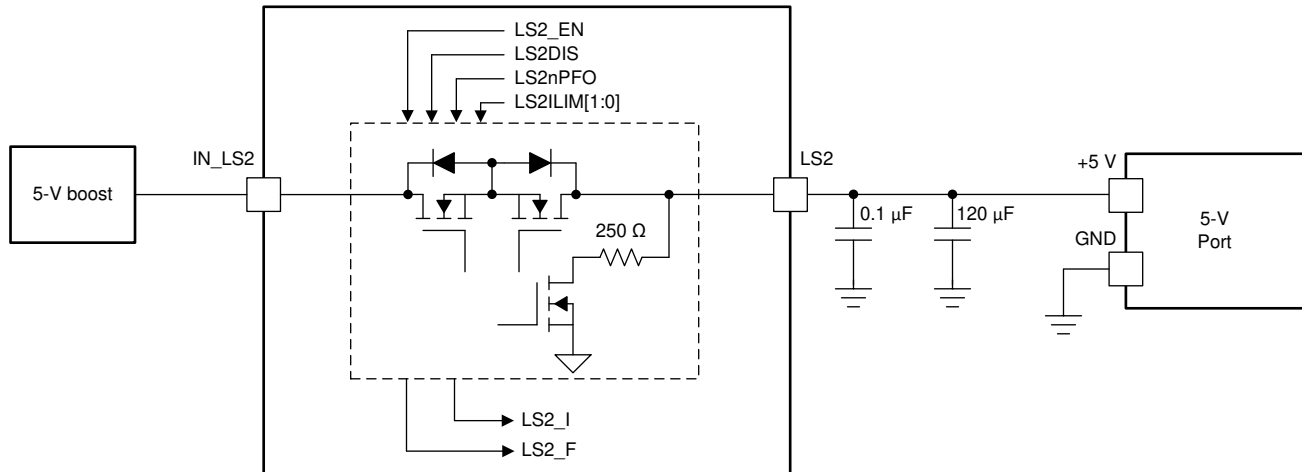 LS2_EN
LS2DIS
LS2nPFO
LS2ILIM[1:0]
IN_LS2
LS2
+5 V
5-V boost
0.1 µF
120 µF
5-V
Port
250 Ω
GND
LS2_I
LS2_F